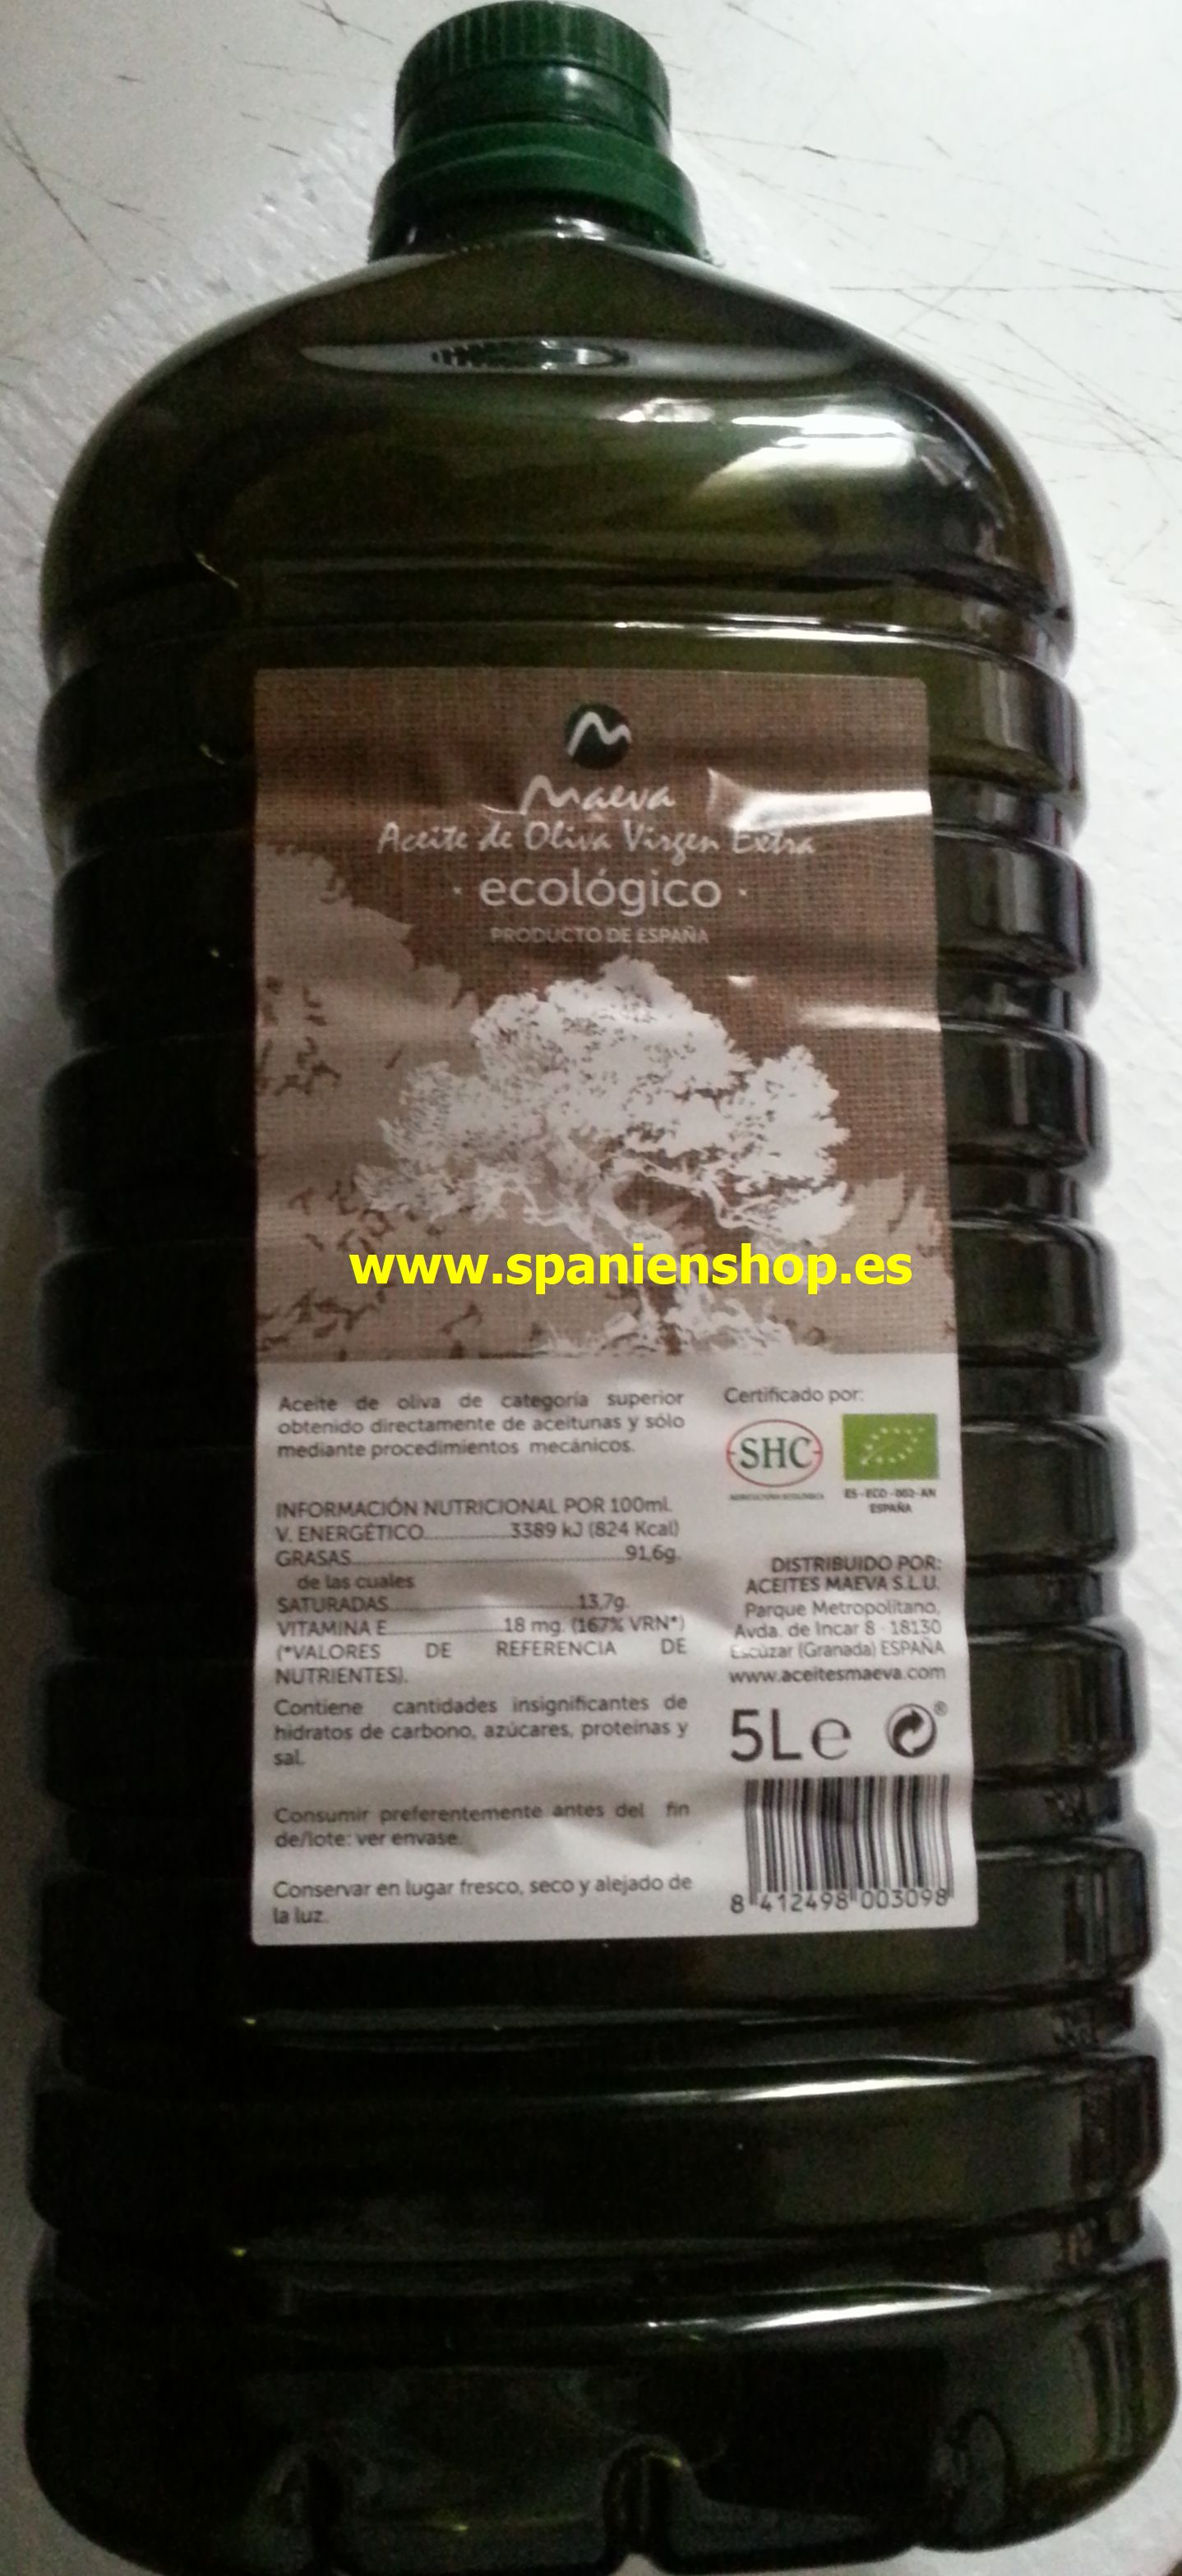 Maeva
Aceite de Oliva Virgen Extra
· ecológico ·
PRODUCTO DE ESPAÑA
www.spanienshop.es
Aceite de oliva de categoría superior
obtenido directamente de aceitunas y sólo
mediante procedimientos mecánicos.
INFORMACIÓN NUTRICIONAL POR 100ml.
V. ENERGÉTICO 3389 kJ (824 Kcal)
GRASAS 91,6g.
de las cuales
SATURADAS 13,7g.
VITAMINA E 18 mg. (167% VRN*)
(*VALORES DE REFERENCIA DE
NUTRIENTES).
Contiene cantidades insignificantes de
hidratos de carbono, azúcares, proteínas y
sal.
Consumir preferentemente antes del fin
de/lote: ver envase.
Conservar en lugar fresco, seco y alejado de
la luz.
Certificado por:
SHC
AGRICULTURA ECOLÓGICA
ES-ECO-002-AN
ESPAÑA
DISTRIBUIDO POR:
ACEITES MAEVA S.L.U.
Parque Metropolitano,
Avda. de Incar 8 · 18130
Escúzar (Granada) ESPAÑA
www.aceitesmaeva.com
5L e ®
8 412498 003098